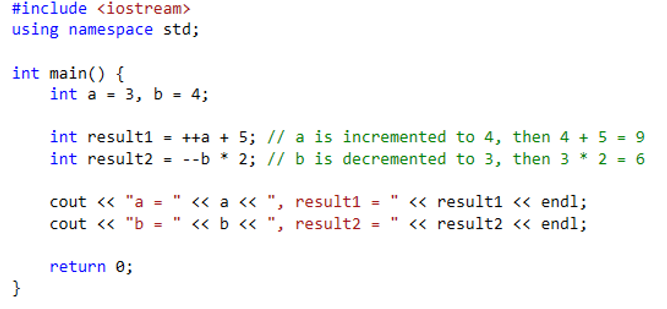 #include <iostream>
using namespace std;
int main() {
    int a = 3, b = 4;
    int result1 = ++a + 5; // a is incremented to 4, then 4 + 5 = 9
    int result2 = --b * 2; // b is decremented to 3, then 3 * 2 = 6
    cout << "a = " << a << ", result1 = " << result1 << endl;
    cout << "b = " << b << ", result2 = " << result2 << endl;
    return 0;
}